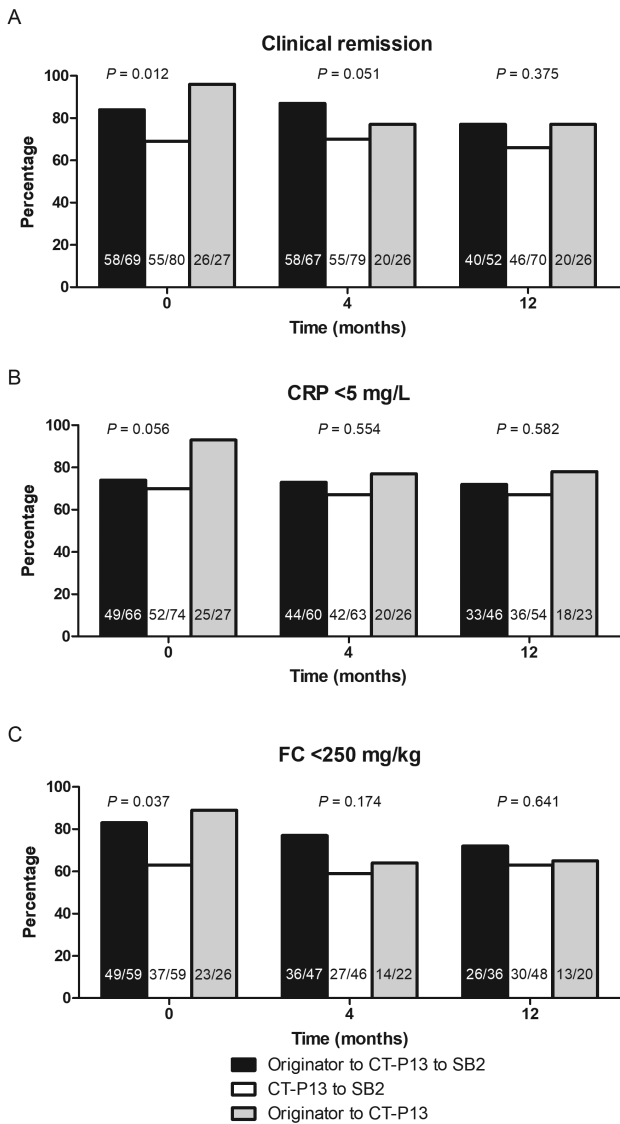 A
Clinical remission
P = 0.012 P = 0.051 P = 0.375
100
80
60
40
20
0
Percentage
58/69 55/80 26/27 58/67 55/79 20/26 40/52 46/70 20/26
0 4 12
Time (months)
B
CRP <5 mg/L
P = 0.056 P = 0.554 P = 0.582
100
80
60
40
20
0
Percentage
49/66 52/74 25/27 44/60 42/63 20/26 33/46 36/54 18/23
0 4 12
Time (months)
C
FC <250 mg/kg
P = 0.037 P = 0.174 P = 0.641
100
80
60
40
20
0
Percentage
49/59 37/59 23/26 36/47 27/46 14/22 26/36 30/48 13/20
0 4 12
Time (months)
Originator to CT-P13 to SB2
CT-P13 to SB2
Originator to CT-P13